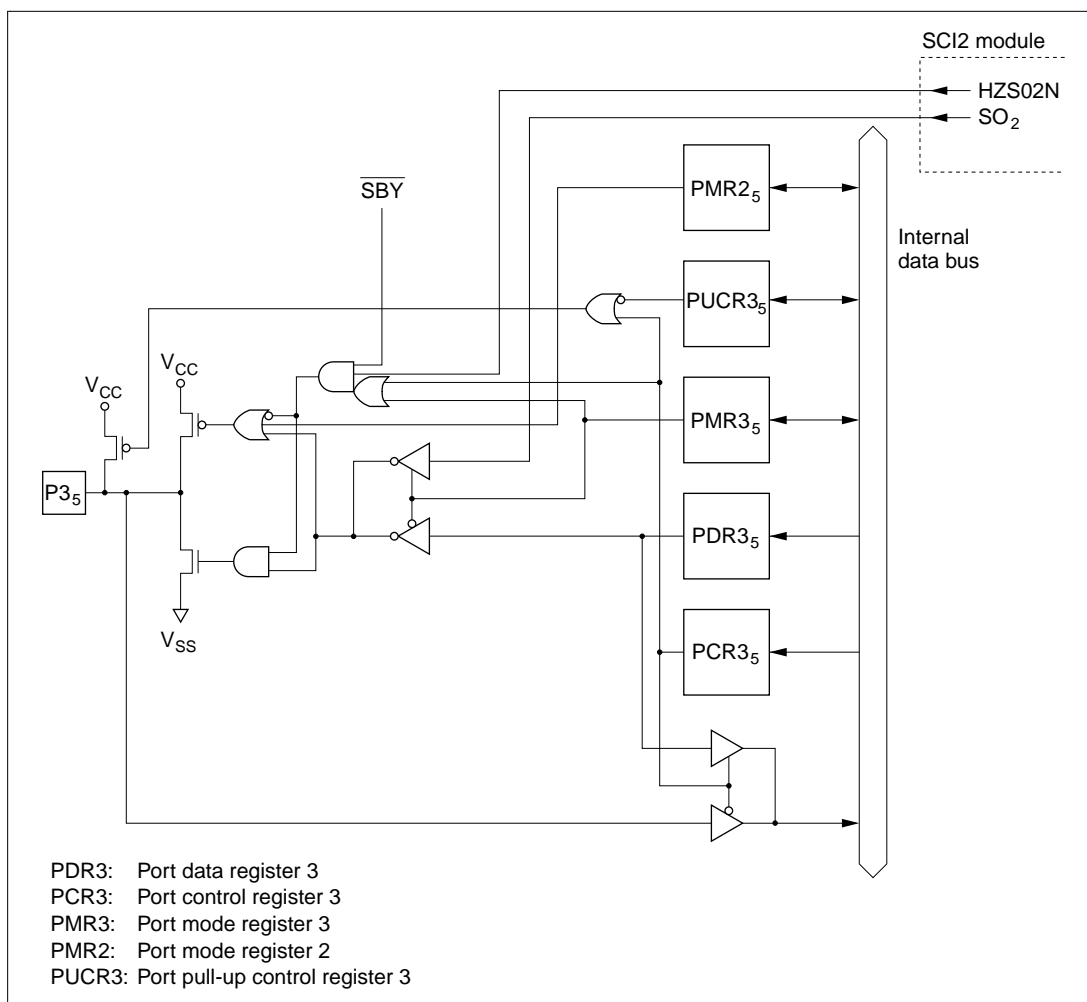 SCI2 module
HZS02N
SO2
SBY
PMR25
Internal
data bus
PUCR35
VCC
VCC
PMR35
P35
PDR35
VSS
PCR35
PDR3: Port data register 3
PCR3: Port control register 3
PMR3: Port mode register 3
PMR2: Port mode register 2
PUCR3: Port pull-up control register 3